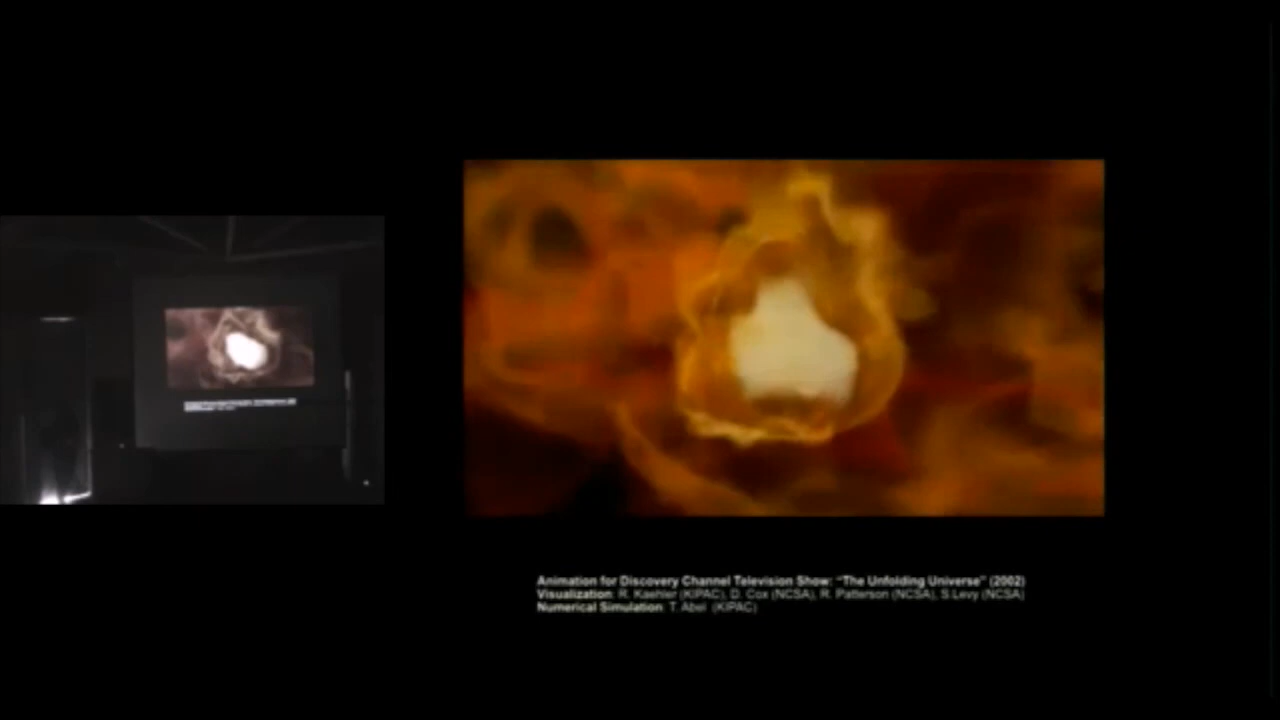 Animation for Discovery Channel Television Show: "The Unfolding Universe" (2002)
Visualization: R. Kaehler (KIPAC), D. Cox (NCSA), R. Patterson (NCSA), S.Levy (NCSA)
Numerical Simulation: T. Abel (KIPAC)